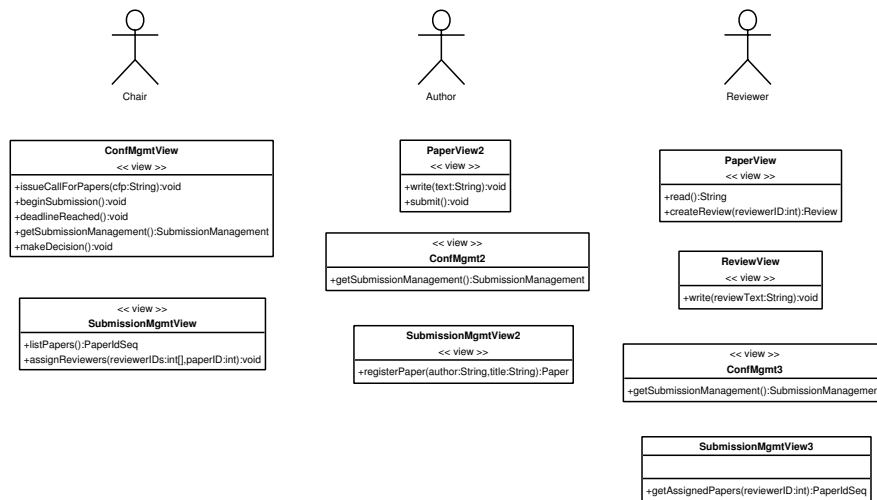 Chair
Author
Reviewer
ConfMgmtView
<< view >>
+issueCallForPapers(cfp:String):void
+beginSubmission():void
+deadlineReached():void
+getSubmissionManagement():SubmissionManagement
+makeDecision():void
<< view >>
SubmissionMgmtView
+listPapers():PaperIdSeq
+assignReviewers(reviewerIDs:int[],paperID:int):void
PaperView2
<< view >>
+write(text:String):void
+submit():void
<< view >>
ConfMgmt2
+getSubmissionManagement():SubmissionManagement
SubmissionMgmtView2
<< view >>
+registerPaper(author:String,title:String):Paper
PaperView
<< view >>
+read():String
+createReview(reviewerID:int):Review
ReviewView
<< view >>
+write(reviewText:String):void
<< view >>
ConfMgmt3
+getSubmissionManagement():SubmissionManagemen
SubmissionMgmtView3
+getAssignedPapers(reviewerID:int):PaperIdSeq